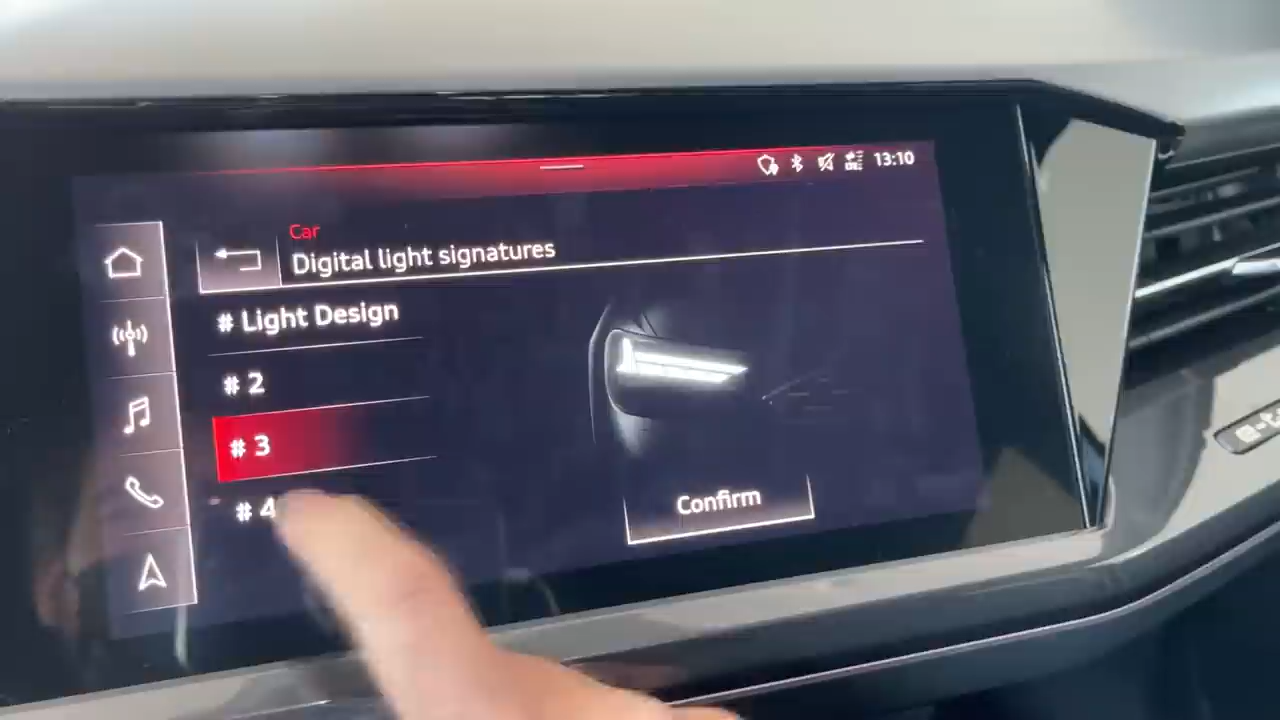 13:10
Car
Digital light signatures
# Light Design
# 2
# 3
# 4
Confirm